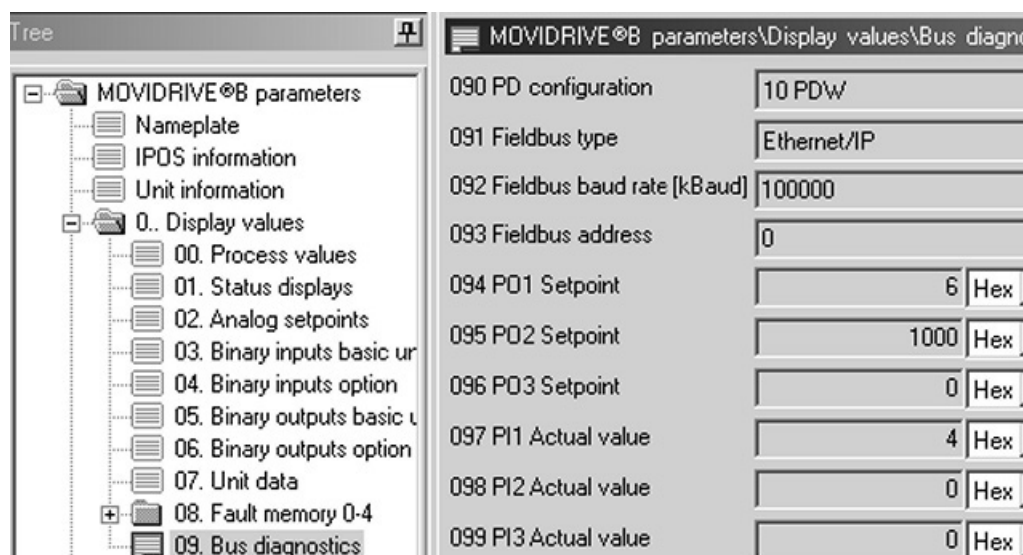 Tree
MOVIDRIVE®B parameters
Nameplate
IPOS information
Unit information
0.. Display values
00. Process values
01. Status displays
02. Analog setpoints
03. Binary inputs basic ur
04. Binary inputs option
05. Binary outputs basic u
06. Binary outputs option
07. Unit data
08. Fault memory 0-4
09. Bus diagnostics
MOVIDRIVE®B parameters\Display values\Bus diagno
090 PD configuration 10 PDW
091 Fieldbus type Ethernet/IP
092 Fieldbus baud rate [kBaud] 100000
093 Fieldbus address 0
094 PO1 Setpoint 6 Hex
095 PO2 Setpoint 1000 Hex
096 PO3 Setpoint 0 Hex
097 PI1 Actual value 4 Hex
098 PI2 Actual value 0 Hex
099 PI3 Actual value 0 Hex